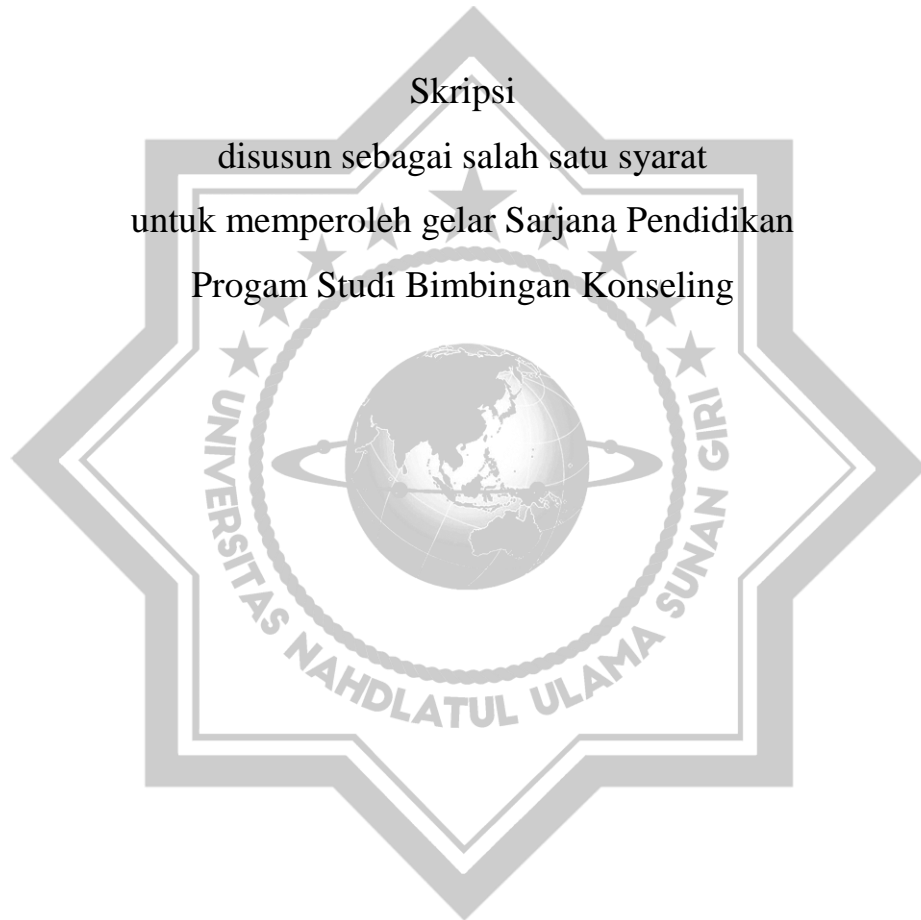 Skripsi
disusun sebagai salah satu syarat
untuk memperoleh gelar Sarjana Pendidikan
Progam Studi Bimbingan Konseling
UNIVERSITAS NAHDLATUL ULAMA SUNAN GIRI